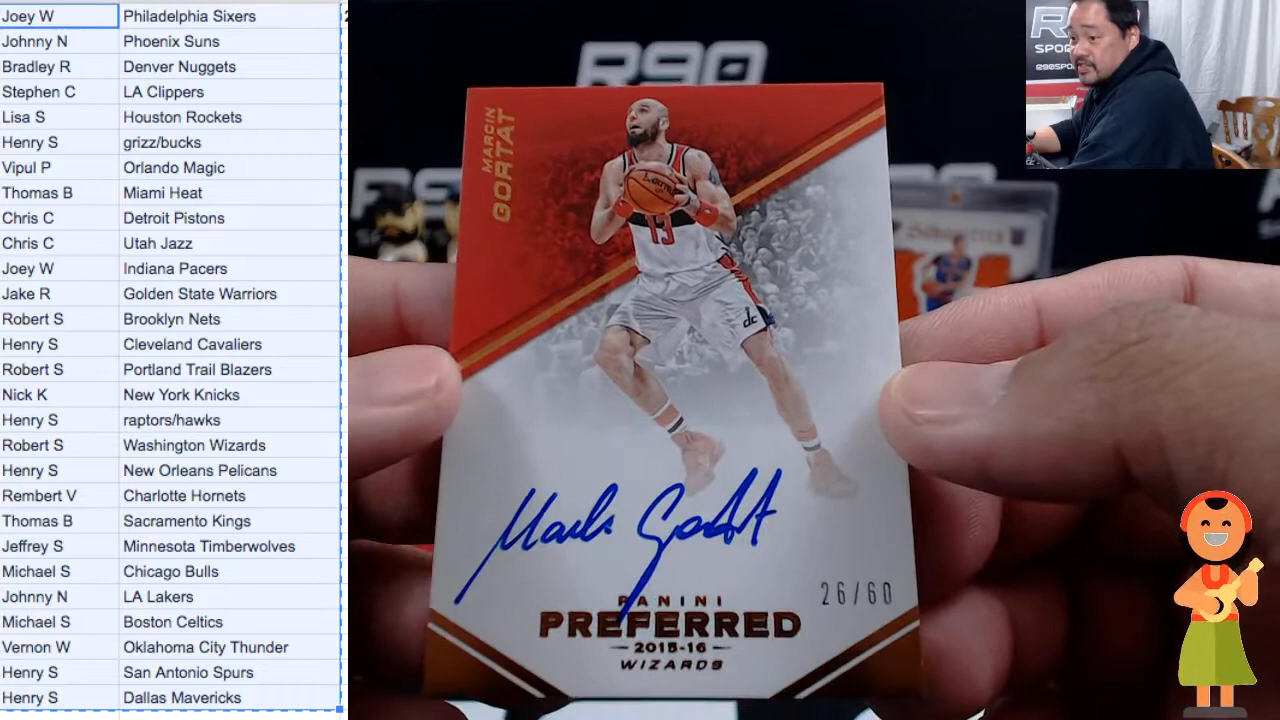 Joey W Philadelphia Sixers
Johnny N Phoenix Suns
Bradley R Denver Nuggets
Stephen C LA Clippers
Lisa S Houston Rockets
Henry S grizz/bucks
Vipul P Orlando Magic
Thomas B Miami Heat
Chris C Detroit Pistons
Chris C Utah Jazz
Joey W Indiana Pacers
Jake R Golden State Warriors
Robert S Brooklyn Nets
Henry S Cleveland Cavaliers
Robert S Portland Trail Blazers
Nick K New York Knicks
Henry S raptors/hawks
Robert S Washington Wizards
Henry S New Orleans Pelicans
Rembert V Charlotte Hornets
Thomas B Sacramento Kings
Jeffrey S Minnesota Timberwolves
Michael S Chicago Bulls
Johnny N LA Lakers
Michael S Boston Celtics
Vernon W Oklahoma City Thunder
Henry S San Antonio Spurs
Henry S Dallas Mavericks
R90
MARCIN
GORTAT
13
dc
26/60
PANINI
PREFERRED
2015-16
WIZARDS